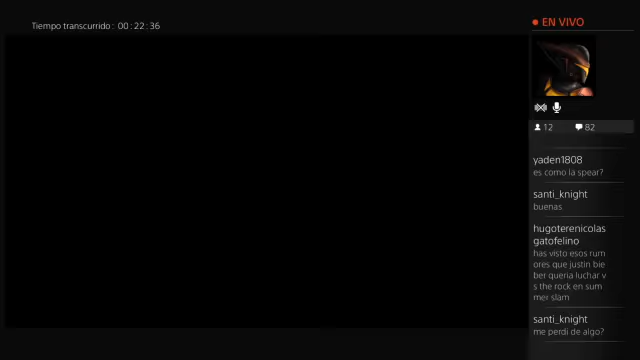 Tiempo transcurrido: 00:22:36
EN VIVO
12 82
yaden1808
es como la spear?
santi_knight
buenas
hugoterenicolas
gatofelino
has visto esos rum
ores que justin bie
ber queria luchar v
s the rock en sum
mer slam
santi_knight
me perdi de algo?